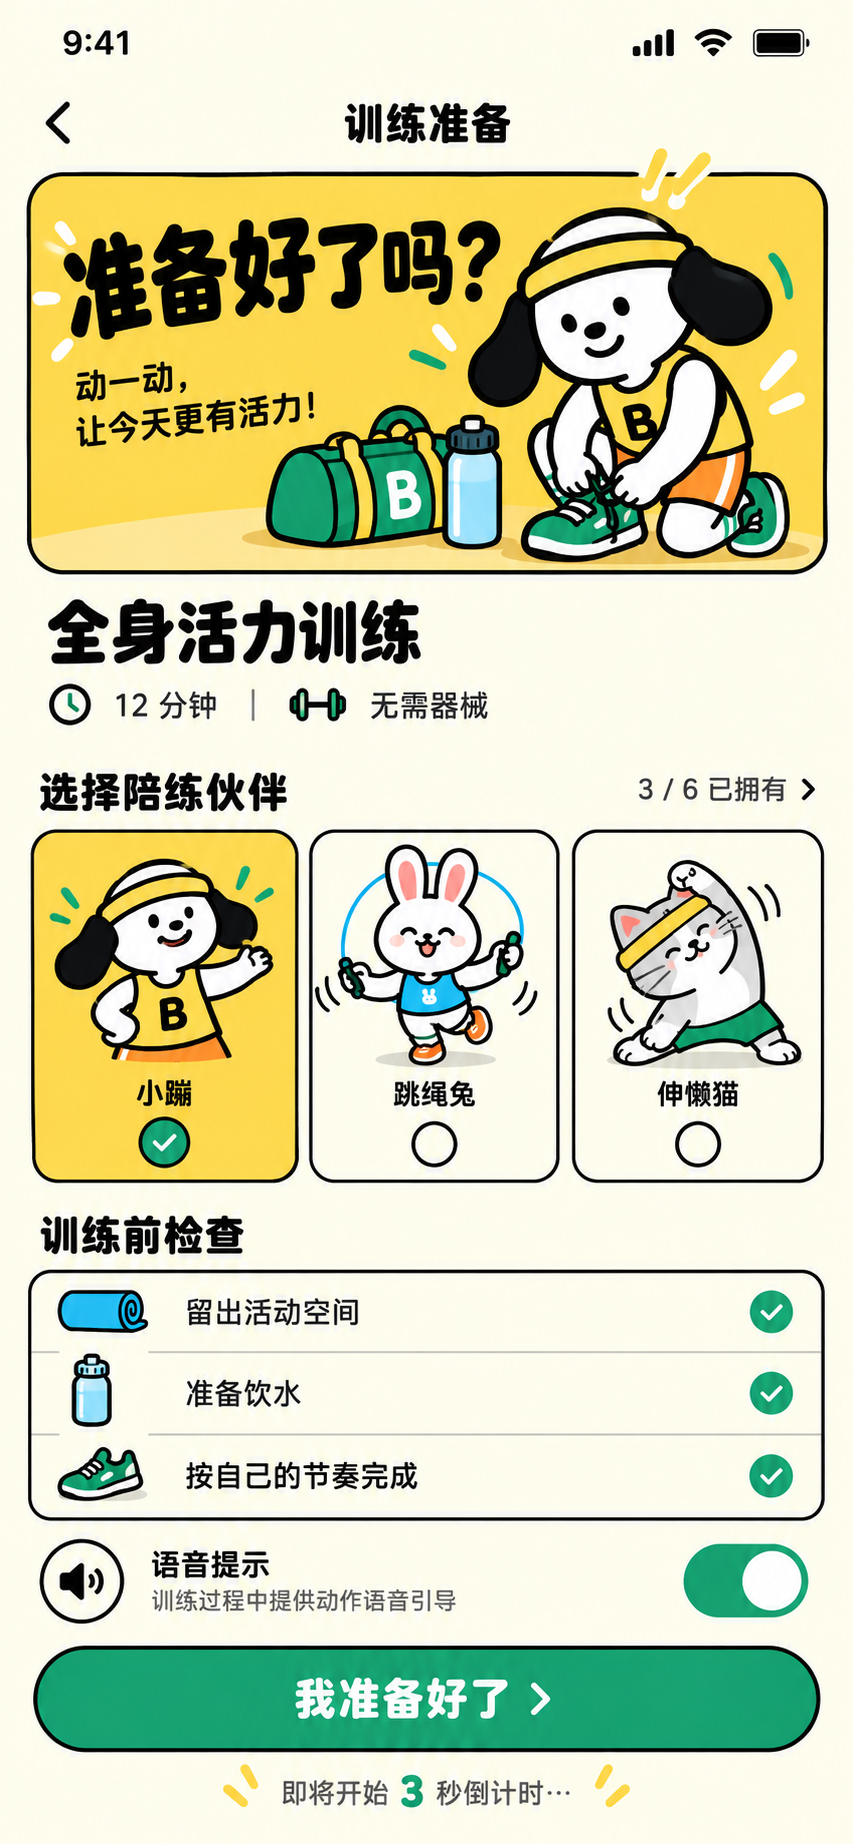 9:41
训练准备
准备好了吗?
动一动，
让今天更有活力！
B
B
全身活力训练
12 分钟 | 无需器械
选择陪练伙伴
3 / 6 已拥有
B
小蹦
跳绳兔
伸懒猫
训练前检查
留出活动空间
准备饮水
按自己的节奏完成
语音提示
训练过程中提供动作语音引导
我准备好了
即将开始 3 秒倒计时…